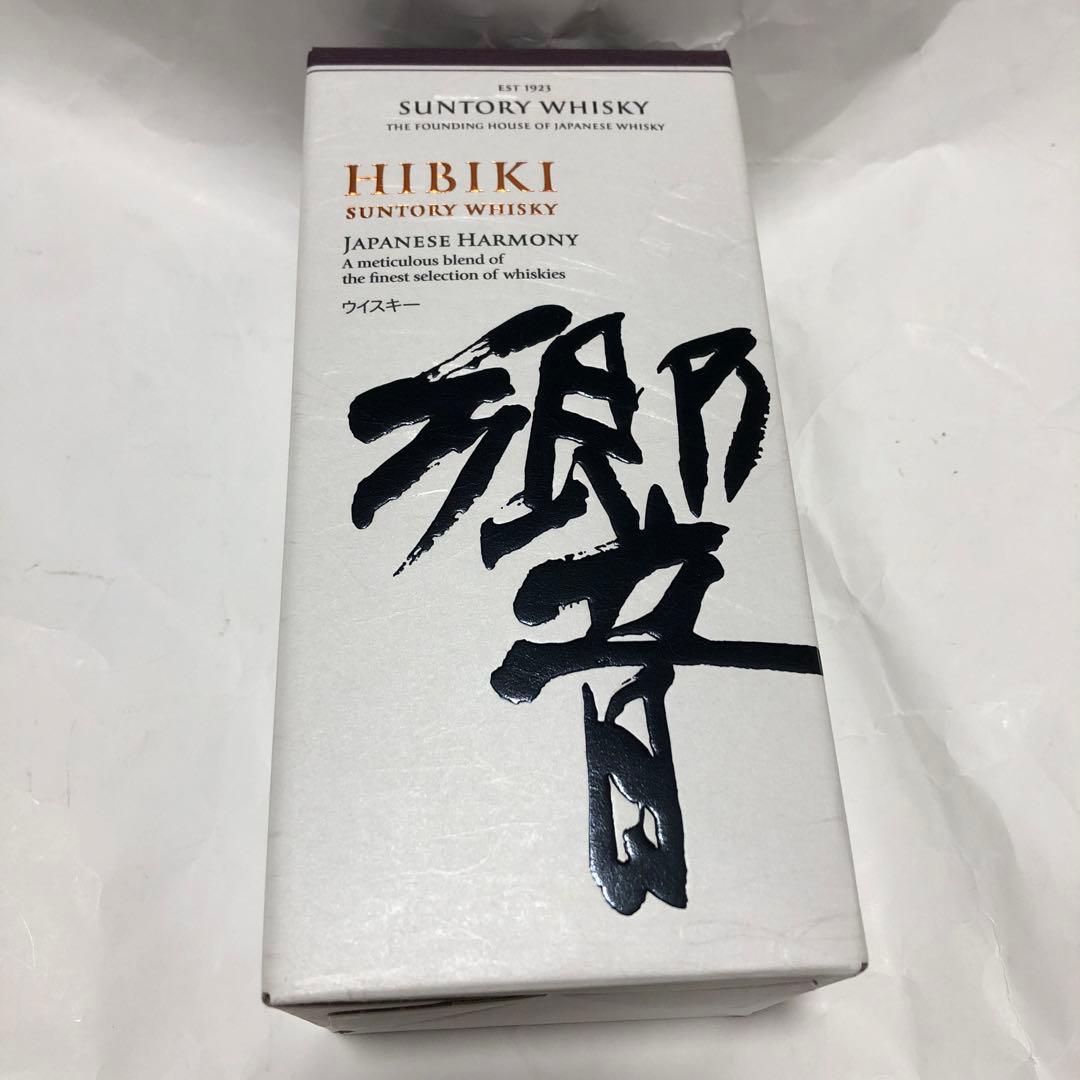 EST 1923
SUNTORY WHISKY
THE FOUNDING HOUSE OF JAPANESE WHISKY
HIBIKI
SUNTORY WHISKY
JAPANESE HARMONY
A meticulous blend of
the finest selection of whiskies
ウイスキー
響